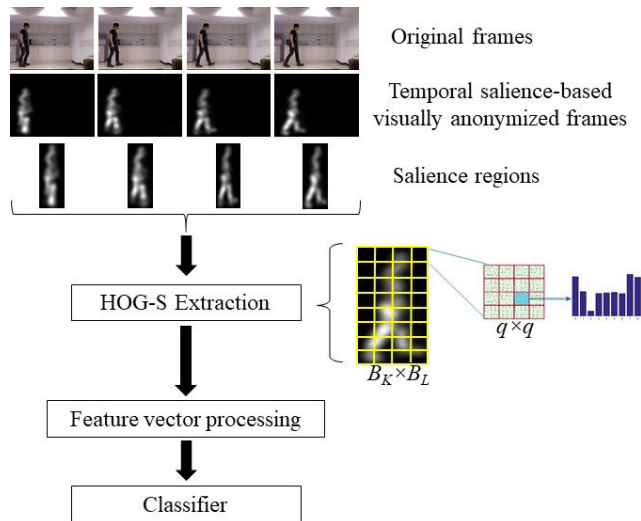 Original frames
Temporal salience-based
visually anonymized frames
Salience regions
HOG-S Extraction
q×q
B_K×B_L
Feature vector processing
Classifier